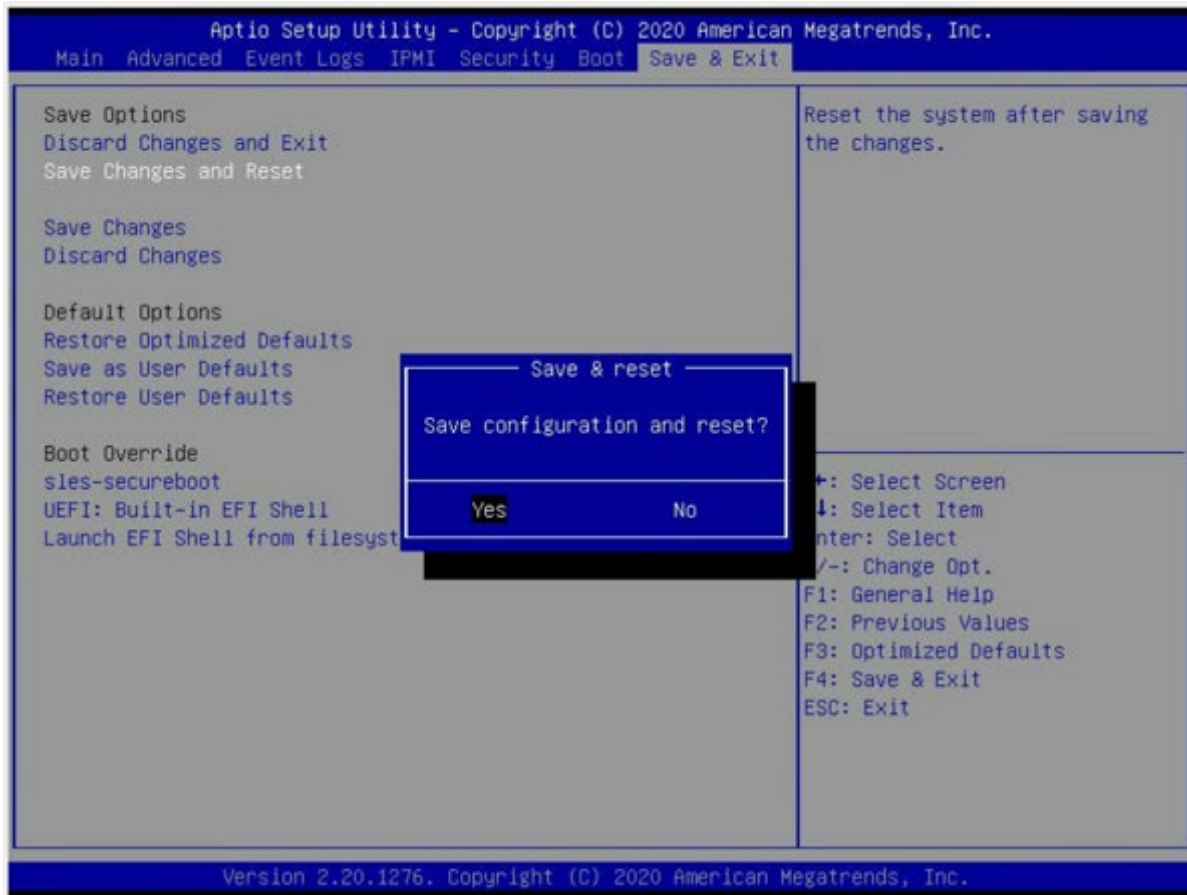 Aptio Setup Utility – Copyright (C) 2020 American Megatrends, Inc.
Main Advanced Event Logs IPMI Security Boot Save & Exit
Save Options
Discard Changes and Exit
Save Changes and Reset
Save Changes
Discard Changes
Default Options
Restore Optimized Defaults
Save as User Defaults
Restore User Defaults
Boot Override
sles-secureboot
UEFI: Built-in EFI Shell
Launch EFI Shell from filesyst
Save & reset
Save configuration and reset?
Yes No
Reset the system after saving
the changes.
: Select Screen
: Select Item
nter: Select
/-: Change Opt.
F1: General Help
F2: Previous Values
F3: Optimized Defaults
F4: Save & Exit
ESC: Exit
Version 2.20.1276. Copyright (C) 2020 American Megatrends, Inc.